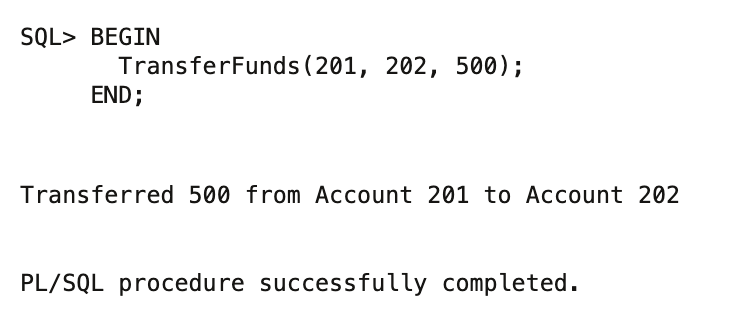 SQL> BEGIN
TransferFunds(201, 202, 500);
END;
Transferred 500 from Account 201 to Account 202
PL/SQL procedure successfully completed.